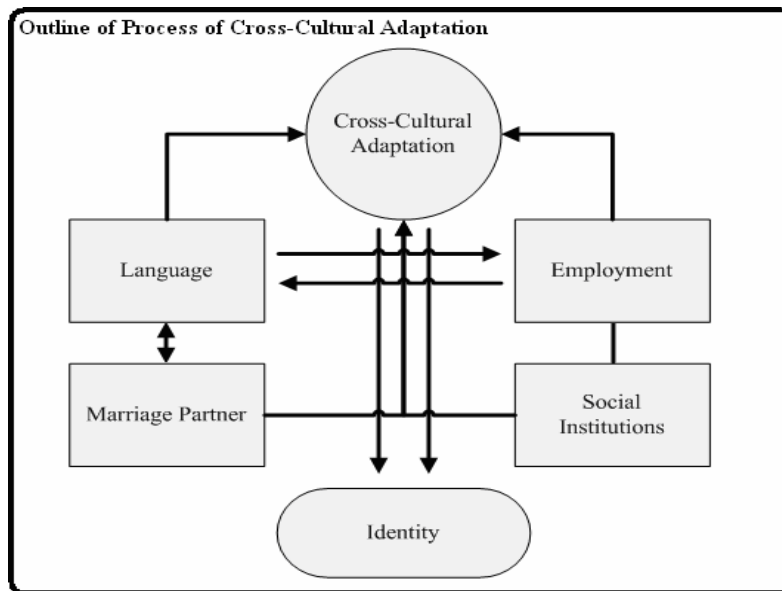 Outline of Process of Cross-Cultural Adaptation
Cross-Cultural
Adaptation
Language
Employment
Marriage Partner
Social
Institutions
Identity